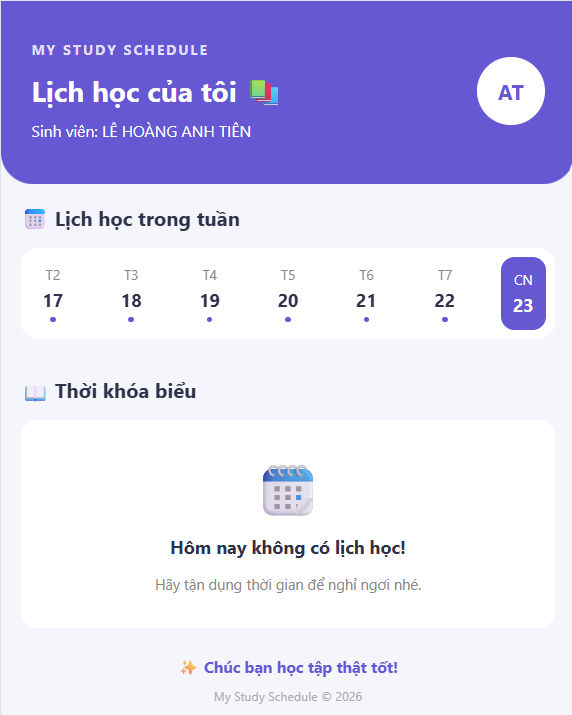 MY STUDY SCHEDULE
Lịch học của tôi
AT
Sinh viên: LÊ HOÀNG ANH TIÊN
Lịch học trong tuần
T2 T3 T4 T5 T6 T7 CN
17 18 19 20 21 22 23
Thời khóa biểu
Hôm nay không có lịch học!
Hãy tận dụng thời gian để nghỉ ngơi nhé.
✨ Chúc bạn học tập thật tốt!
My Study Schedule © 2026